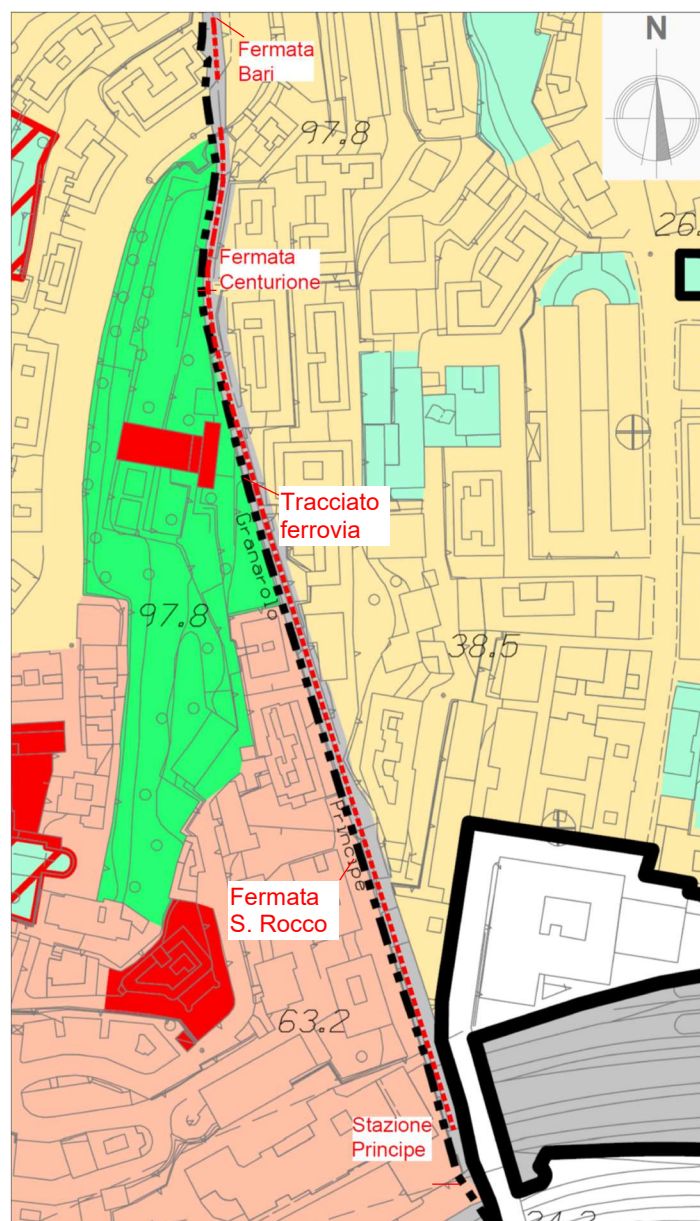 Fermata
Bari
N
97.8
26.
Fermata
Centurione
Tracciato
ferrovia
Granarolo
97.8
38.5
Principe
Fermata
S. Rocco
63.2
Stazione
Principe